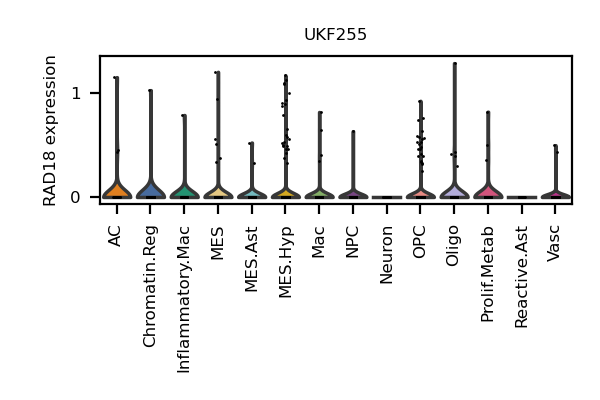 UKF255
RAD18 expression
1
0
AC
Chromatin.Reg
Inflammatory.Mac
MES
MES.Ast
MES.Hyp
Mac
NPC
Neuron
OPC
Oligo
Prolif.Metab
Reactive.Ast
Vasc